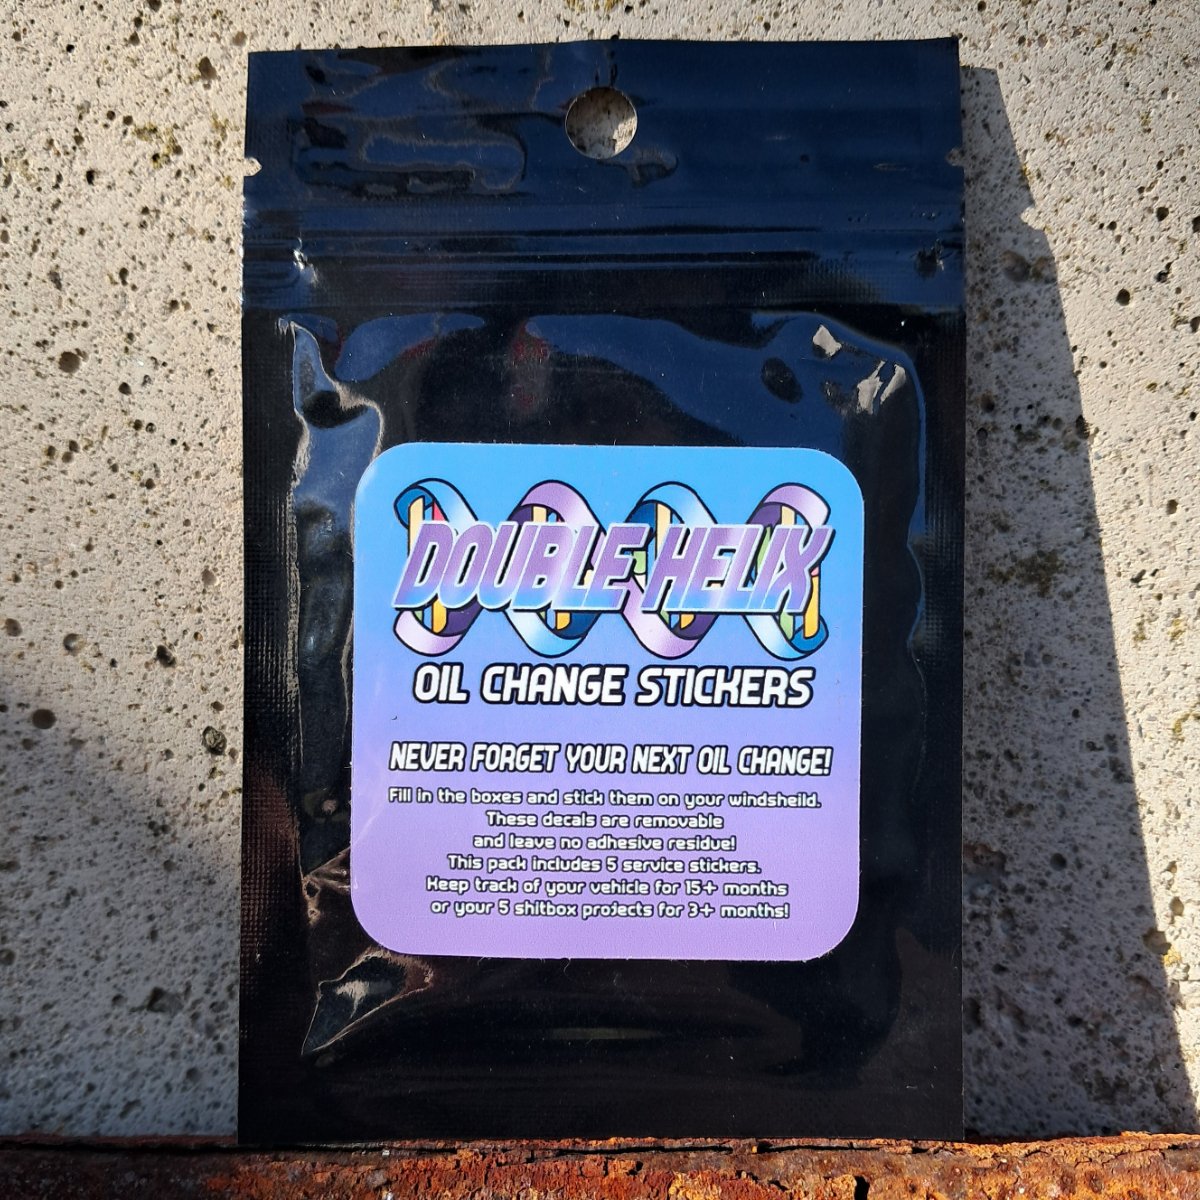 DOUBLE HELIX
OIL CHANGE STICKERS
NEVER FORGET YOUR NEXT OIL CHANGE!
Fill in the boxes and stick them on your windsheild.
These decals are removable
and leave no adhesive residue!
This pack includes 5 service stickers.
Keep track of your vehicle for 15+ months
or your 5 shitbox projects for 3+ months!